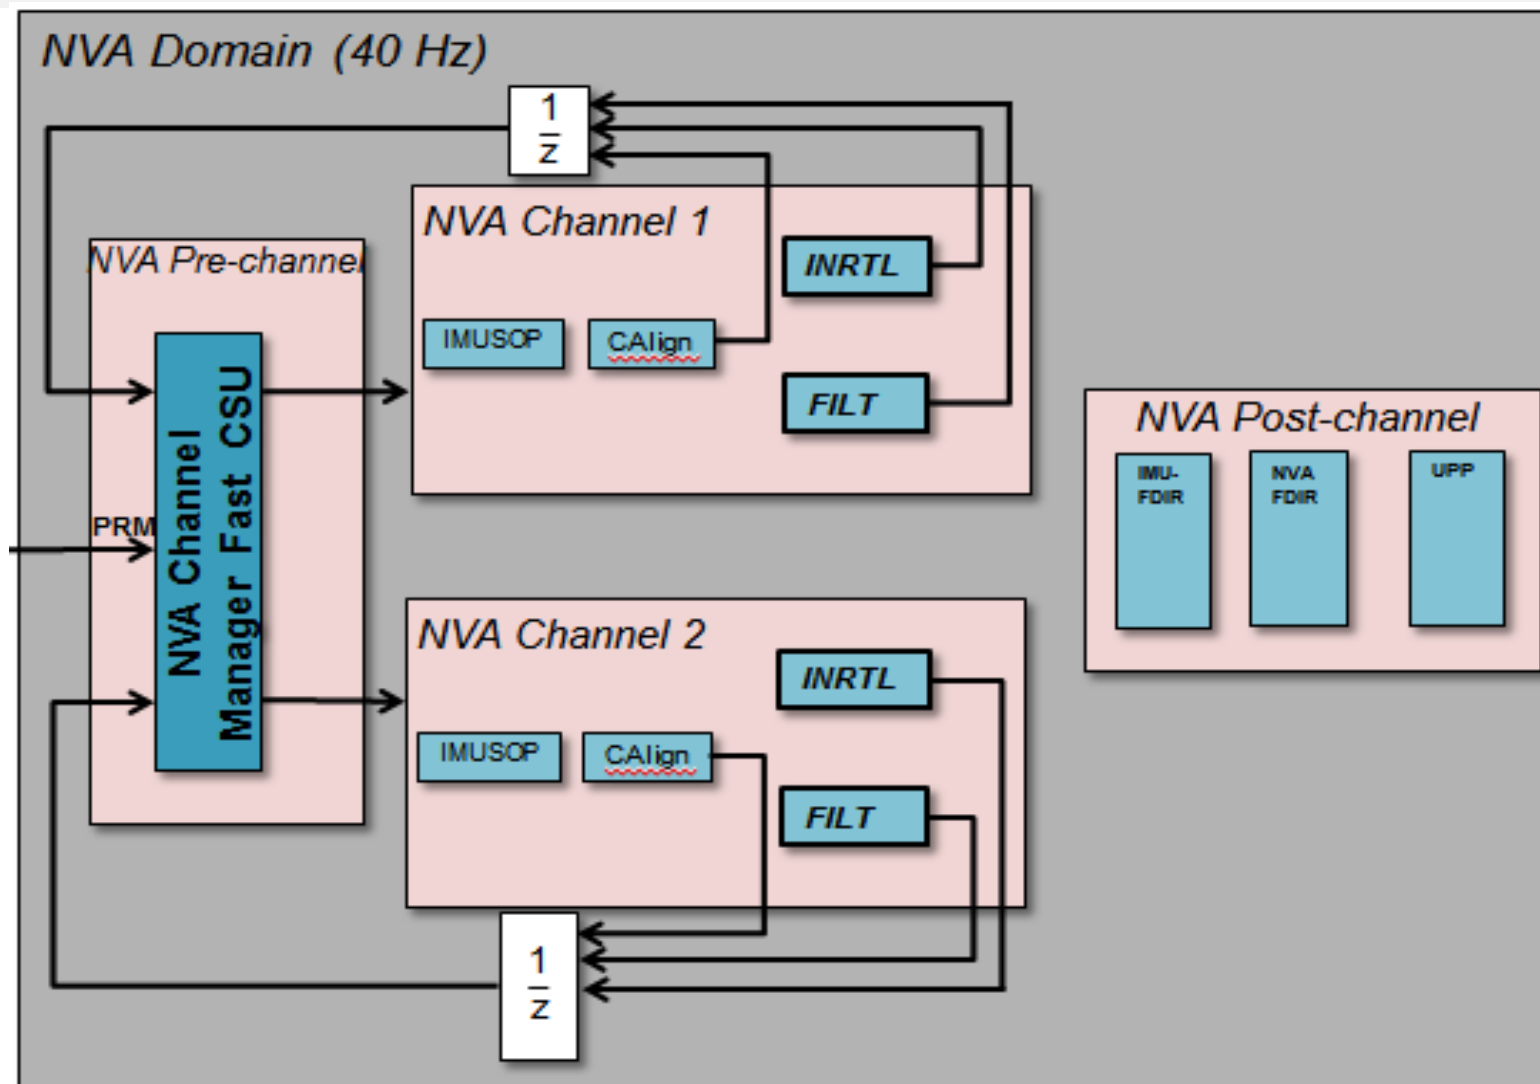 NVA Domain (40 Hz)
1
z
NVA Channel 1
INRTL
IMUSOP
CAlign
FILT
NVA Pre-channel
NVA Channel
Manager Fast CSU
PRM
NVA Post-channel
IMU-
FDIR
NVA
FDIR
UPP
NVA Channel 2
INRTL
IMUSOP
CAlign
FILT
1
z